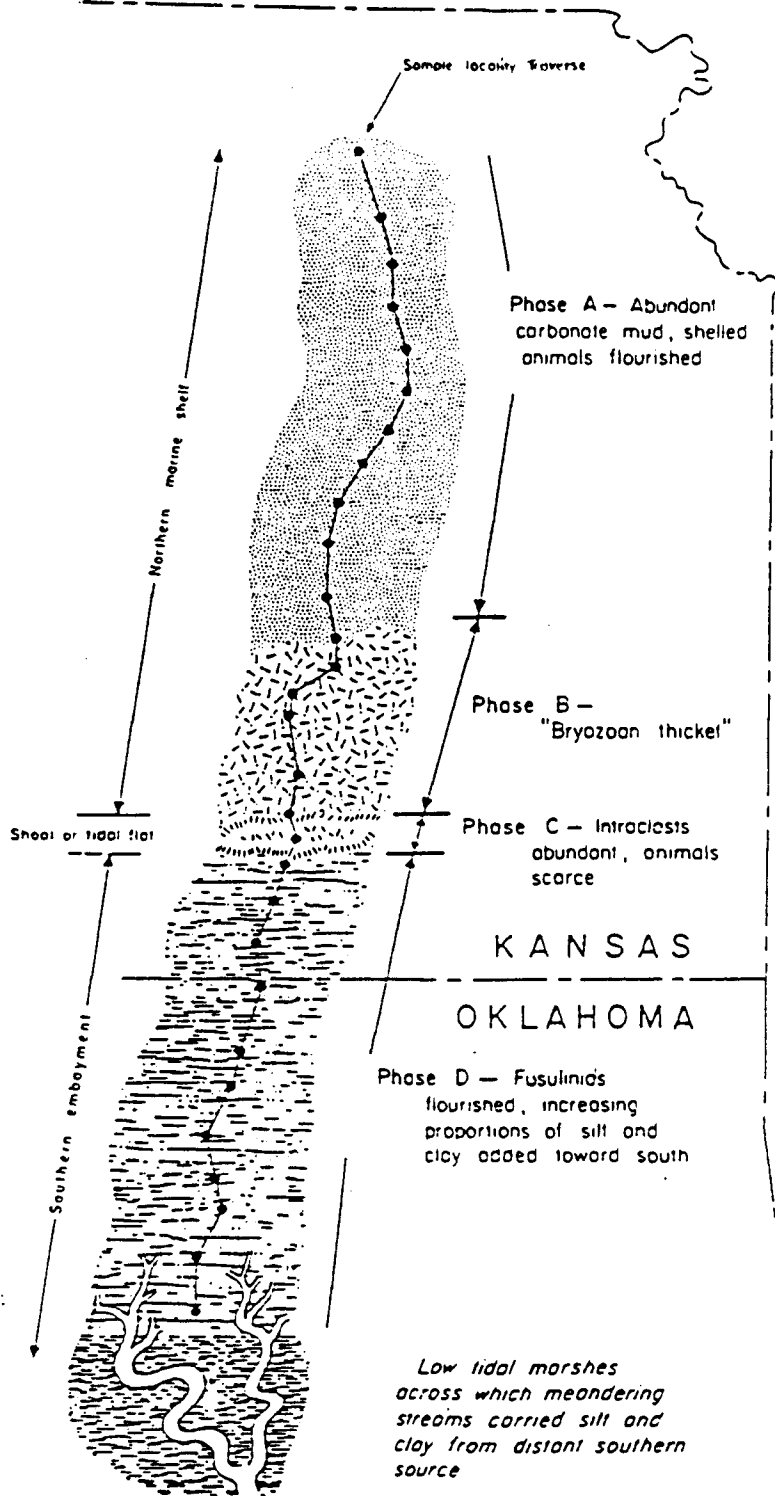 Sample locality Traverse
Northern marine shelf
Phase A — Abundant
carbonate mud, shelled
animals flourished
Phase B —
"Bryozoan thicket"
Shoal or tidal flat
Phase C — Intraclasts
abundant, animals
scarce
KANSAS
OKLAHOMA
Southern embayment
Phase D — Fusulinids
flourished, increasing
proportions of silt and
clay added toward south
Low tidal marshes
across which meandering
streams carried silt and
clay from distant southern
source